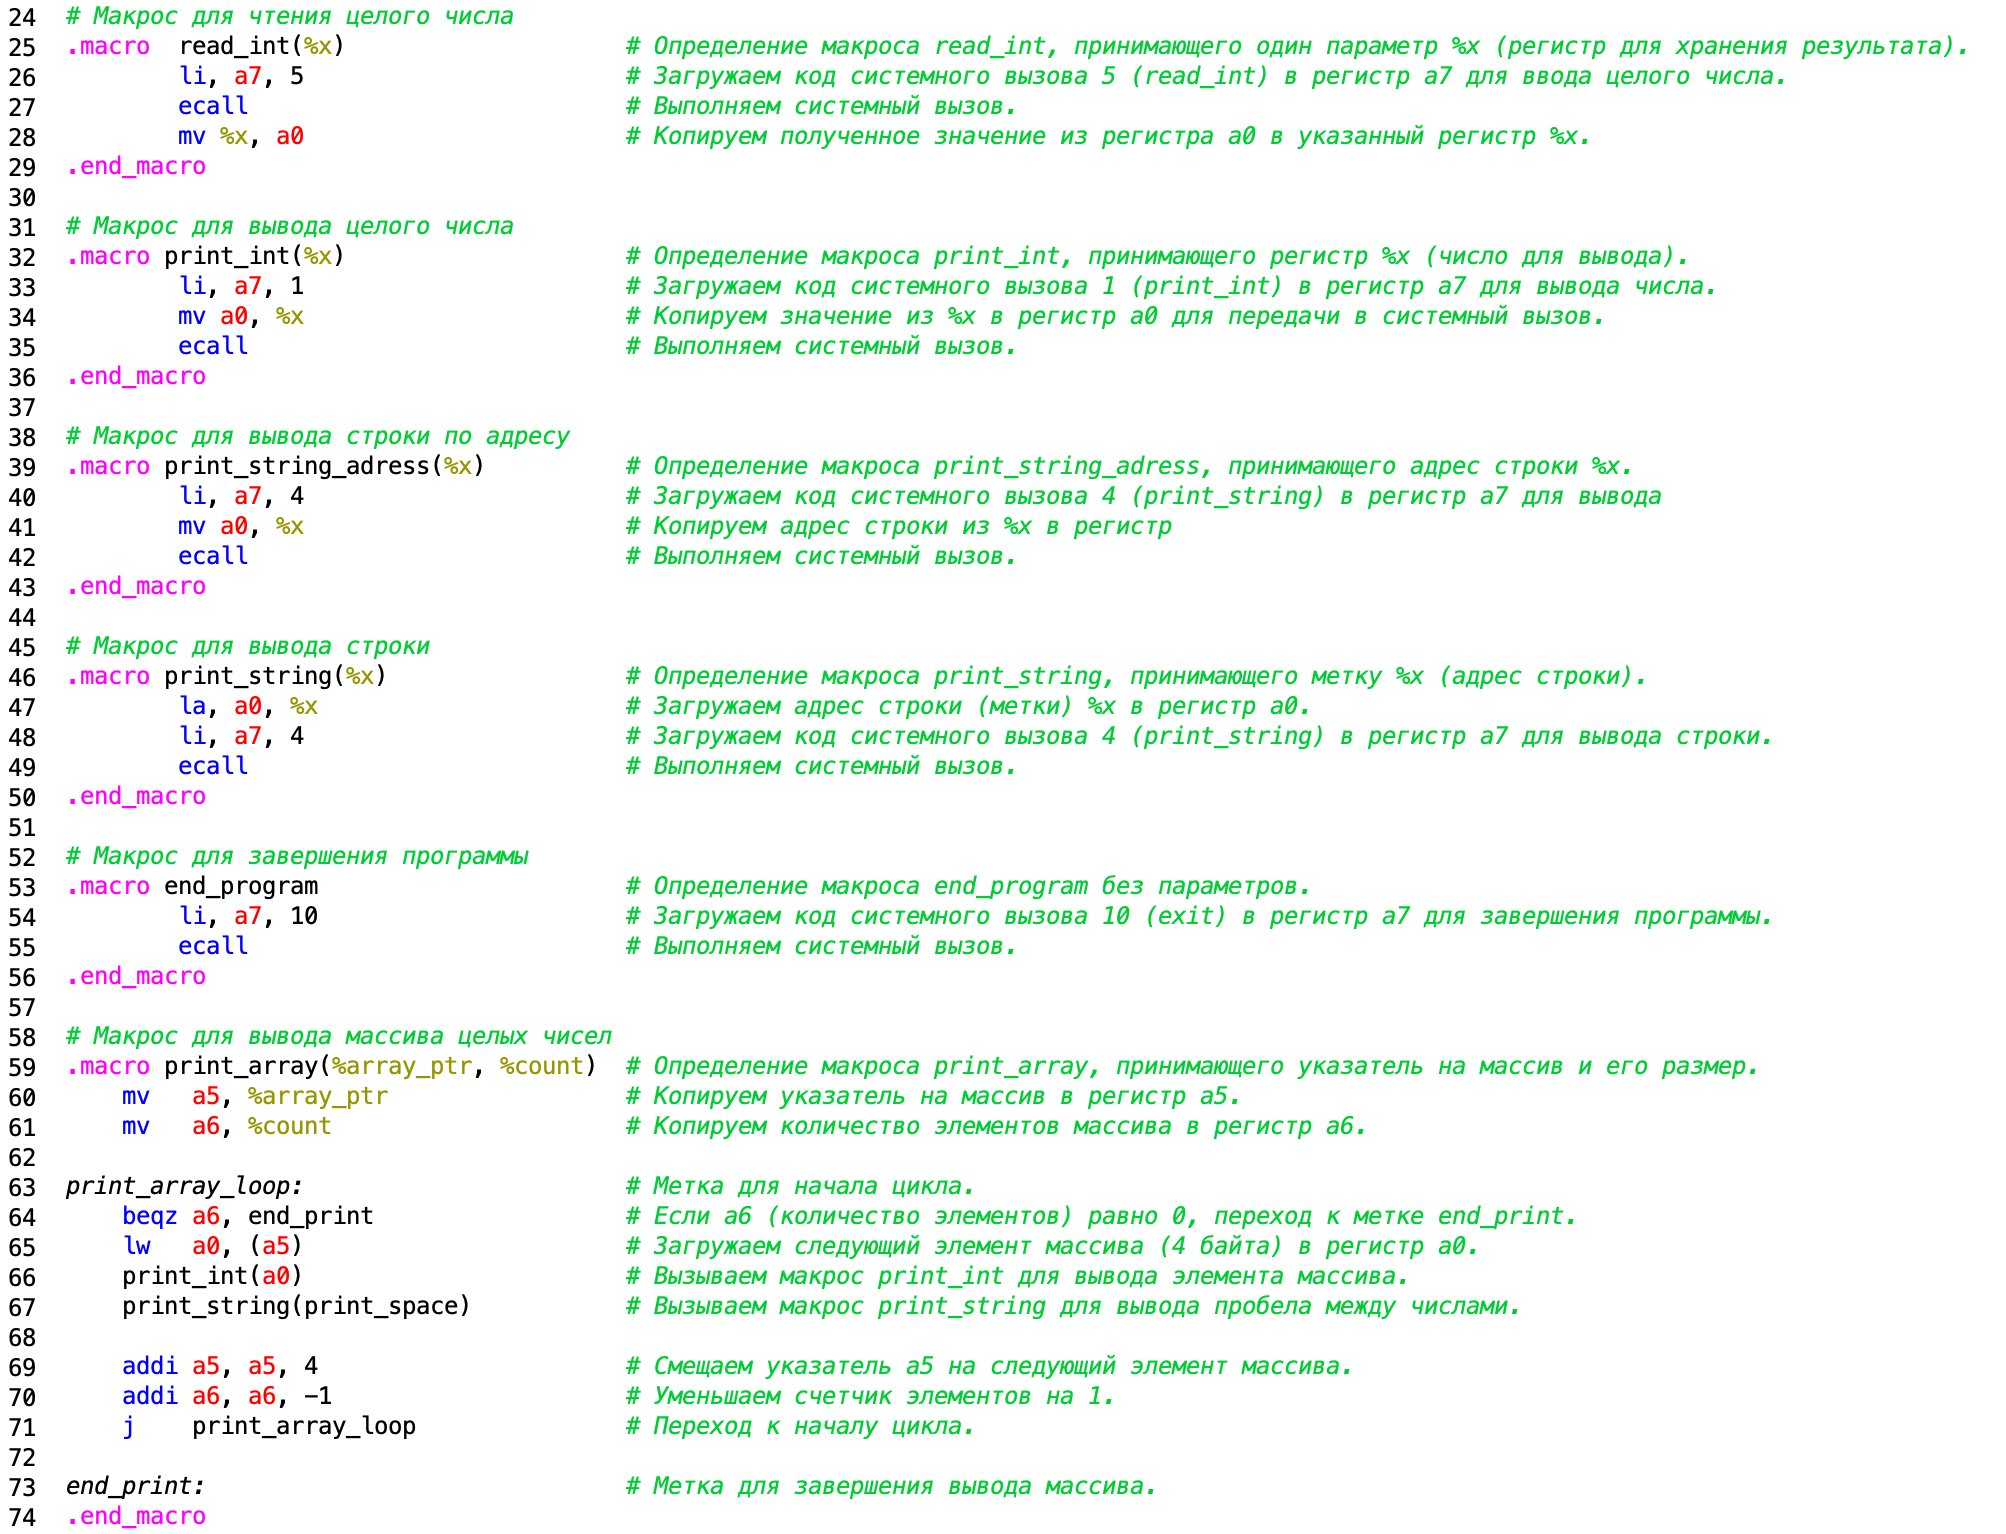 24 # Макрос для чтения целого числа
25 .macro  read_int(%x) # Определение макроса read_int, принимающего один параметр %x (регистр для хранения результата).
26 li, a7, 5 # Загружаем код системного вызова 5 (read_int) в регистр a7 для ввода целого числа.
27 ecall # Выполняем системный вызов.
28 mv %x, a0 # Копируем полученное значение из регистра a0 в указанный регистр %x.
29 .end_macro
30
31 # Макрос для вывода целого числа
32 .macro print_int(%x) # Определение макроса print_int, принимающего регистр %x (число для вывода).
33 li, a7, 1 # Загружаем код системного вызова 1 (print_int) в регистр a7 для вывода числа.
34 mv a0, %x # Копируем значение из %x в регистр a0 для передачи в системный вызов.
35 ecall # Выполняем системный вызов.
36 .end_macro
37
38 # Макрос для вывода строки по адресу
39 .macro print_string_adress(%x) # Определение макроса print_string_adress, принимающего адрес строки %x.
40 li, a7, 4 # Загружаем код системного вызова 4 (print_string) в регистр a7 для вывода
41 mv a0, %x # Копируем адрес строки из %x в регистр
42 ecall # Выполняем системный вызов.
43 .end_macro
44
45 # Макрос для вывода строки
46 .macro print_string(%x) # Определение макроса print_string, принимающего метку %x (адрес строки).
47 la, a0, %x # Загружаем адрес строки (метки) %x в регистр a0.
48 li, a7, 4 # Загружаем код системного вызова 4 (print_string) в регистр a7 для вывода строки.
49 ecall # Выполняем системный вызов.
50 .end_macro
51
52 # Макрос для завершения программы
53 .macro end_program # Определение макроса end_program без параметров.
54 li, a7, 10 # Загружаем код системного вызова 10 (exit) в регистр a7 для завершения программы.
55 ecall # Выполняем системный вызов.
56 .end_macro
57
58 # Макрос для вывода массива целых чисел
59 .macro print_array(%array_ptr, %count) # Определение макроса print_array, принимающего указатель на массив и его размер.
60 mv a5, %array_ptr # Копируем указатель на массив в регистр a5.
61 mv a6, %count # Копируем количество элементов массива в регистр a6.
62
63 print_array_loop: # Метка для начала цикла.
64 beqz a6, end_print # Если a6 (количество элементов) равно 0, переход к метке end_print.
65 lw a0, (a5) # Загружаем следующий элемент массива (4 байта) в регистр a0.
66 print_int(a0) # Вызываем макрос print_int для вывода элемента массива.
67 print_string(print_space) # Вызываем макрос print_string для вывода пробела между числами.
68
69 addi a5, a5, 4 # Смещаем указатель a5 на следующий элемент массива.
70 addi a6, a6, -1 # Уменьшаем счетчик элементов на 1.
71 j print_array_loop # Переход к началу цикла.
72
73 end_print: # Метка для завершения вывода массива.
74 .end_macro